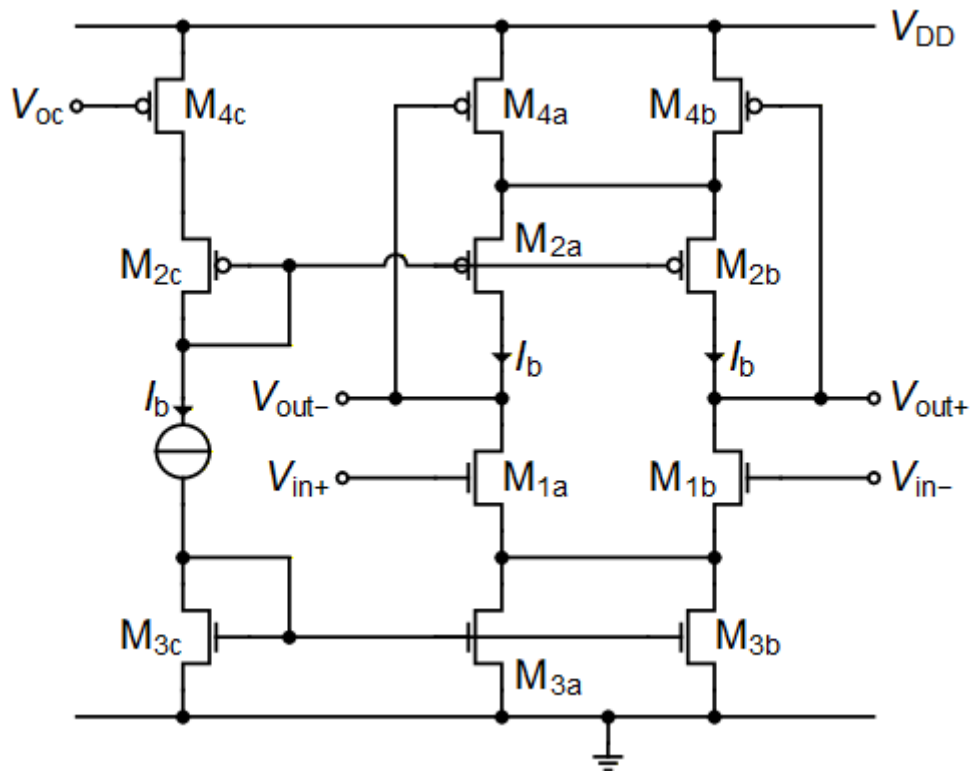 VDD
Voc
M4c
M4a
M4b
M2c
M2a
M2b
Ib
Ib
Ib
Vout−
Vout+
Vin+
M1a
M1b
Vin−
M3c
M3a
M3b